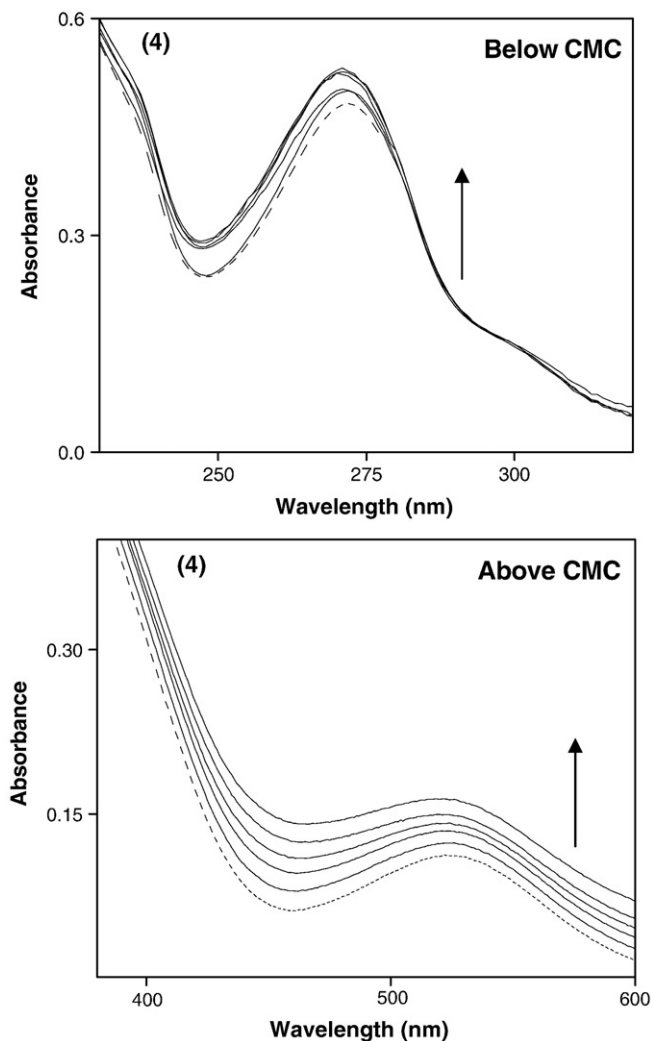 0.6
(4)
Below CMC
0.3
Absorbance
0.0
250
275
300
Wavelength (nm)
(4)
Above CMC
0.30
Absorbance
0.15
400
500
600
Wavelength (nm)